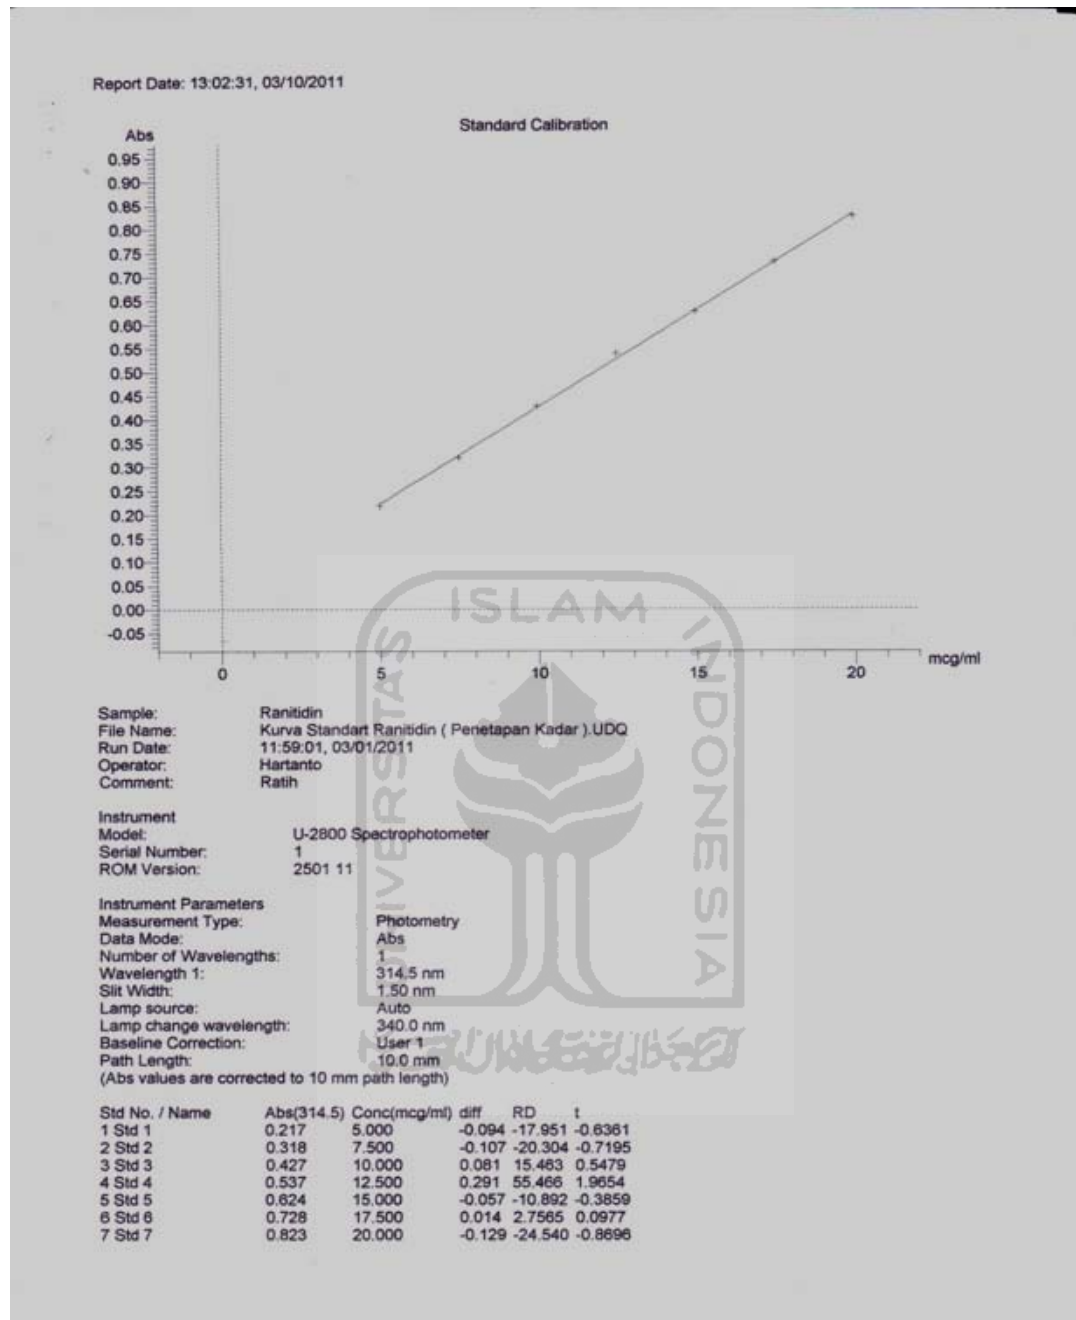 Report Date: 13:02:31, 03/10/2011
Standard Calibration
Abs
0.95
0.90
0.85
0.80
0.75
0.70
0.65
0.60
0.55
0.50
0.45
0.40
0.35
0.30
0.25
0.20
0.15
0.10
0.05
0.00
-0.05
0 5 10 15 20 mcg/ml
UNIVERSITAS ISLAM INDONESIA
Sample: Ranitidin
File Name: Kurva Standart Ranitidin ( Penetapan Kadar ).UDQ
Run Date: 11:59:01, 03/01/2011
Operator: Hartanto
Comment: Ratih
Instrument
Model: U-2800 Spectrophotometer
Serial Number: 1
ROM Version: 2501 11
Instrument Parameters
Measurement Type: Photometry
Data Mode: Abs
Number of Wavelengths: 1
Wavelength 1: 314.5 nm
Slit Width: 1.50 nm
Lamp source: Auto
Lamp change wavelength: 340.0 nm
Baseline Correction: User 1
Path Length: 10.0 mm
(Abs values are corrected to 10 mm path length)
Std No. / Name Abs(314.5) Conc(mcg/ml) diff RD t
1 Std 1 0.217 5.000 -0.094 -17.951 -0.6361
2 Std 2 0.318 7.500 -0.107 -20.304 -0.7195
3 Std 3 0.427 10.000 0.081 15.463 0.5479
4 Std 4 0.537 12.500 0.291 55.466 1.9654
5 Std 5 0.624 15.000 -0.057 -10.892 -0.3859
6 Std 6 0.728 17.500 0.014 2.7565 0.0977
7 Std 7 0.823 20.000 -0.129 -24.540 -0.8696